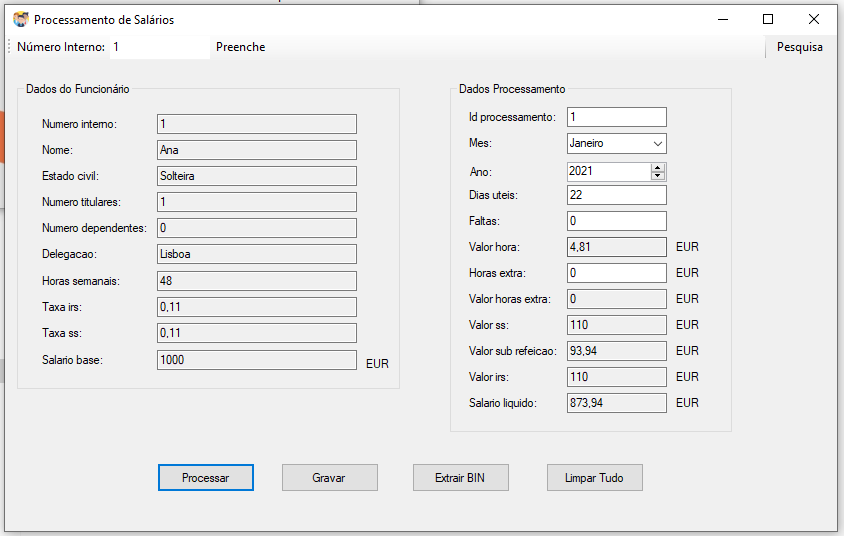 Processamento de Salários
Número Interno: 1 Preenche Pesquisa
Dados do Funcionário
Numero interno: 1
Nome: Ana
Estado civil: Solteira
Numero titulares: 1
Numero dependentes: 0
Delegacao: Lisboa
Horas semanais: 48
Taxa irs: 0,11
Taxa ss: 0,11
Salario base: 1000 EUR
Dados Processamento
Id processamento: 1
Mes: Janeiro
Ano: 2021
Dias uteis: 22
Faltas: 0
Valor hora: 4,81 EUR
Horas extra: 0 EUR
Valor horas extra: 0 EUR
Valor ss: 110 EUR
Valor sub refeicao: 93,94 EUR
Valor irs: 110 EUR
Salario liquido: 873,94 EUR
Processar Gravar Extrair BIN Limpar Tudo